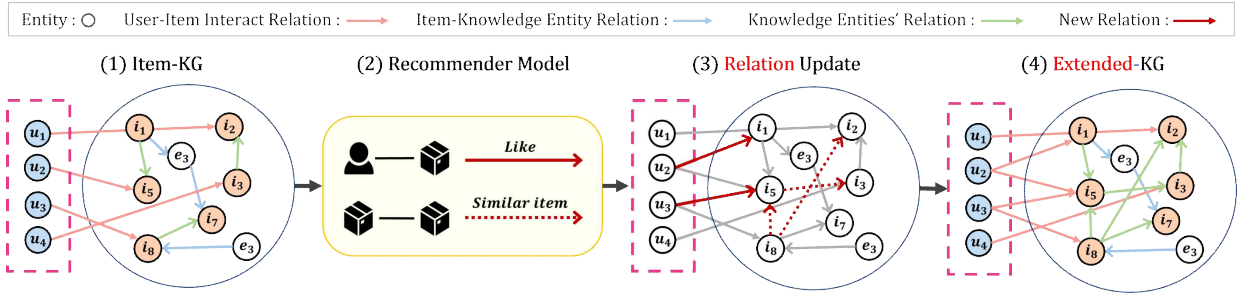 Entity : User-Item Interact Relation : Item-Knowledge Entity Relation : Knowledge Entities' Relation : New Relation :
(1) Item-KG (2) Recommender Model (3) Relation Update (4) Extended-KG
u1 i1 i2 e3 u2 i5 i3 u3 i7 u4 i8 e3
Like
Similar item
u1 i1 i2 e3 u2 i5 i3 u3 i7 u4 i8 e3
u1 i1 i2 e3 u2 i5 i3 u3 i7 u4 i8 e3